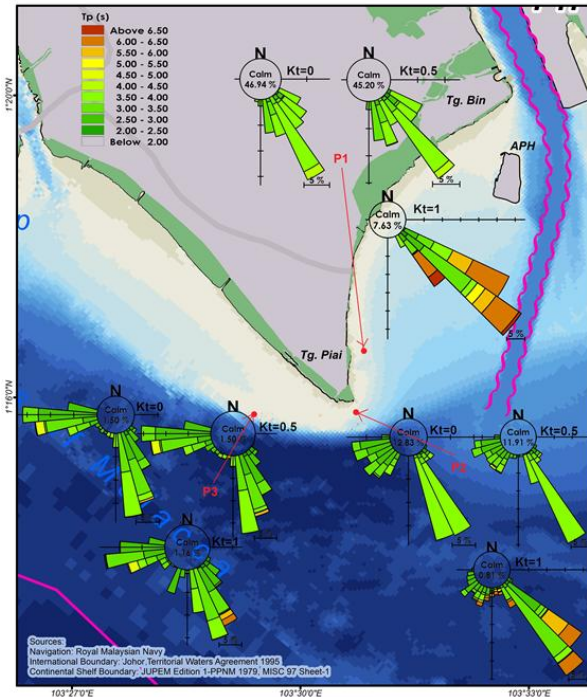 Tp (s)
Above 6.50
6.00 - 6.50
5.50 - 6.00
5.00 - 5.50
4.50 - 5.00
4.00 - 4.50
3.50 - 4.00
3.00 - 3.50
2.50 - 3.00
2.00 - 2.50
Below 2.00
1°20'0"N
1°16'0"N
N
Calm
46.94 %
Kt=0
5 %
N
Calm
45.20 %
Kt=0.5
5 %
Tg. Bin
APH
P1
N
Calm
7.63 %
Kt=1
5 %
Tg. Piai
N
Calm
1.50 %
Kt=0
N
Calm
1.50 %
Kt=0.5
N
Calm
12.83 %
Kt=0
5 %
N
Calm
11.91 %
Kt=0.5
P3
P2
N
Calm
Kt=1
N
Calm
0.81 %
Kt=1
Sources:
Navigation: Royal Malaysian Navy
International Boundary: Johor Territorial Waters Agreement 1995
Continental Shelf Boundary: JUPEM Edition 1-PPNM 1979, MISC 97 Sheet-1
103°27'0"E
103°30'0"E
103°33'0"E